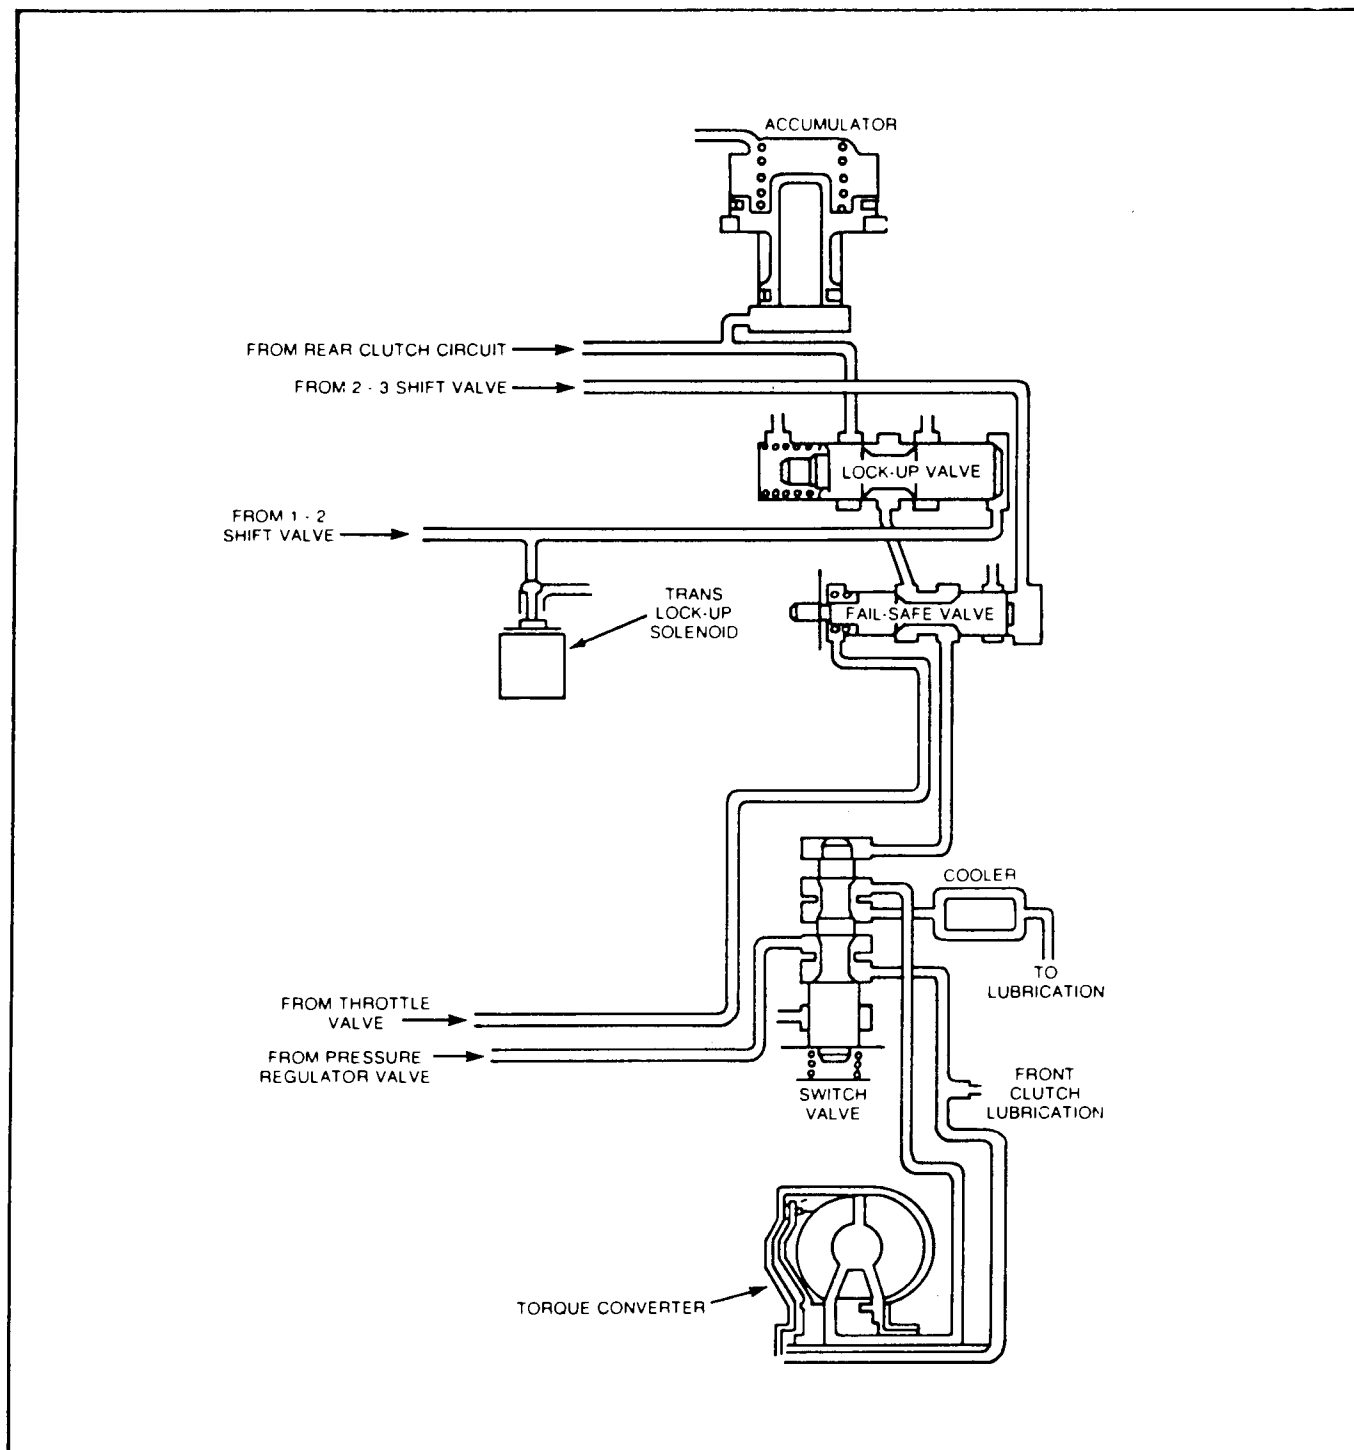 ACCUMULATOR
FROM REAR CLUTCH CIRCUIT
FROM 2 - 3 SHIFT VALVE
LOCK-UP VALVE
FROM 1 - 2
SHIFT VALVE
TRANS
LOCK-UP
SOLENOID
FAIL-SAFE VALVE
COOLER
TO
LUBRICATION
FROM THROTTLE
VALVE
FROM PRESSURE
REGULATOR VALVE
SWITCH
VALVE
FRONT
CLUTCH
LUBRICATION
TORQUE CONVERTER